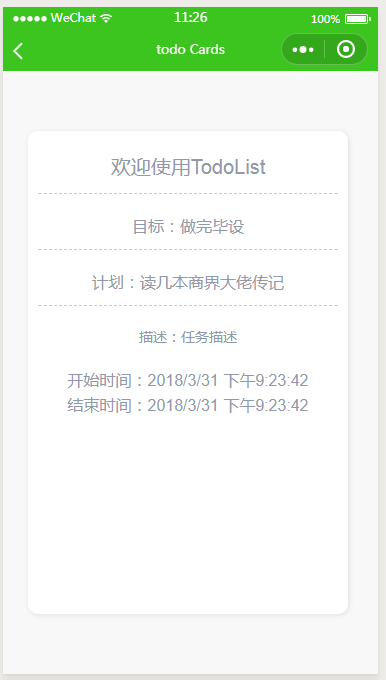 WeChat 11:26 100%
todo Cards
欢迎使用TodoList
目标：做完毕设
计划：读几本商界大佬传记
描述：任务描述
开始时间：2018/3/31 下午9:23:42
结束时间：2018/3/31 下午9:23:42